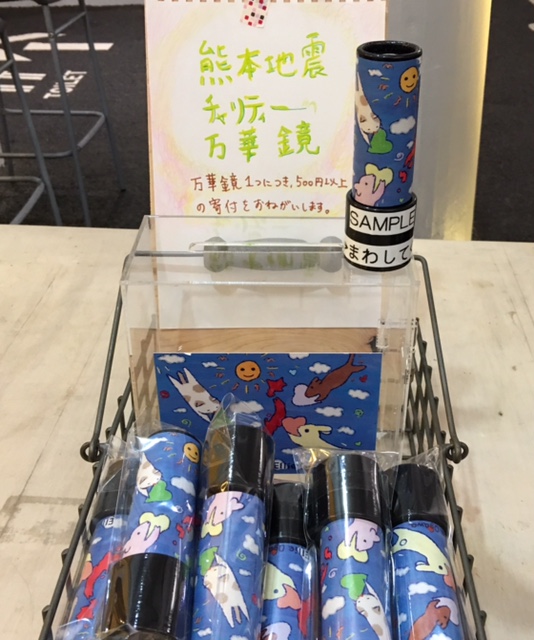 熊本地震
チャリティー
万華鏡
万華鏡1つにつき、500円以上
の寄付をおねがいします。
SAMPLE
まわして